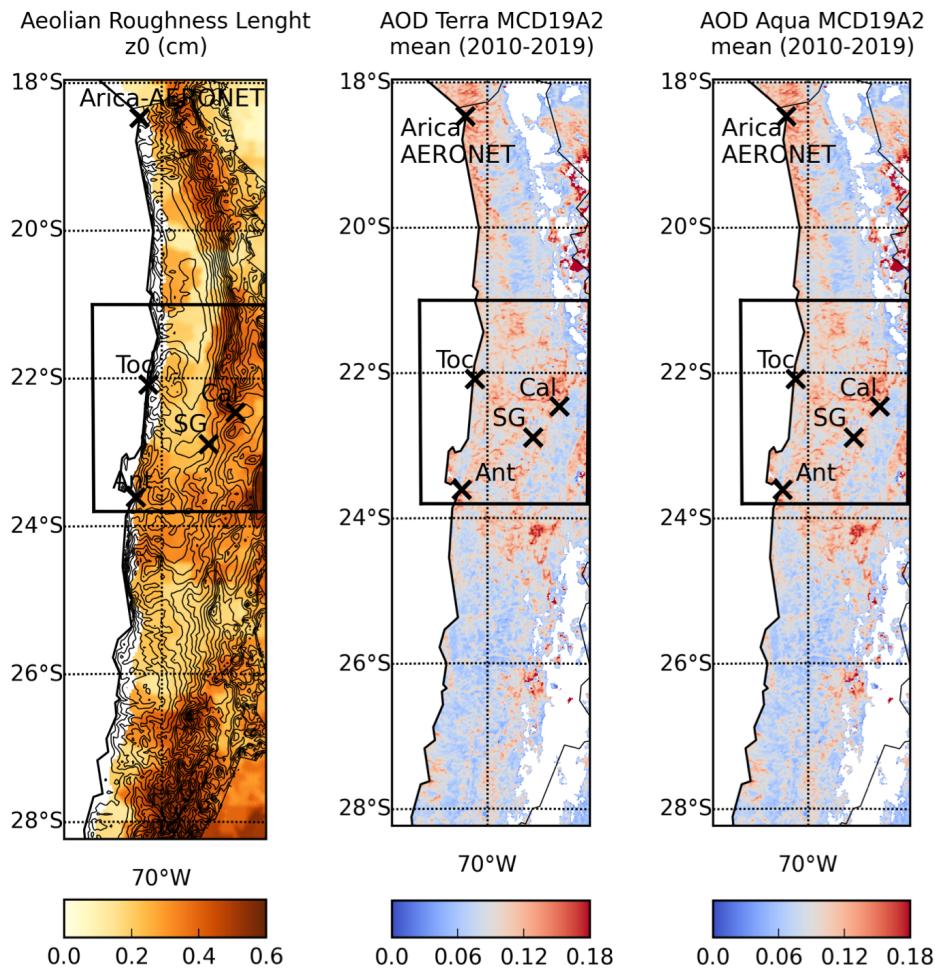 Aeolian Roughness Lenght
z0 (cm)
AOD Terra MCD19A2
mean (2010-2019)
AOD Aqua MCD19A2
mean (2010-2019)
18°S
Arica-AERONET
20°S
22°S
Toc
Cal
SG
Ant
24°S
26°S
28°S
70°W
0.0 0.2 0.4 0.6
18°S
Arica
AERONET
20°S
22°S
Toc
Cal
SG
Ant
24°S
26°S
28°S
70°W
0.0 0.06 0.12 0.18
18°S
Arica
AERONET
20°S
22°S
Toc
Cal
SG
Ant
24°S
26°S
28°S
70°W
0.0 0.06 0.12 0.18